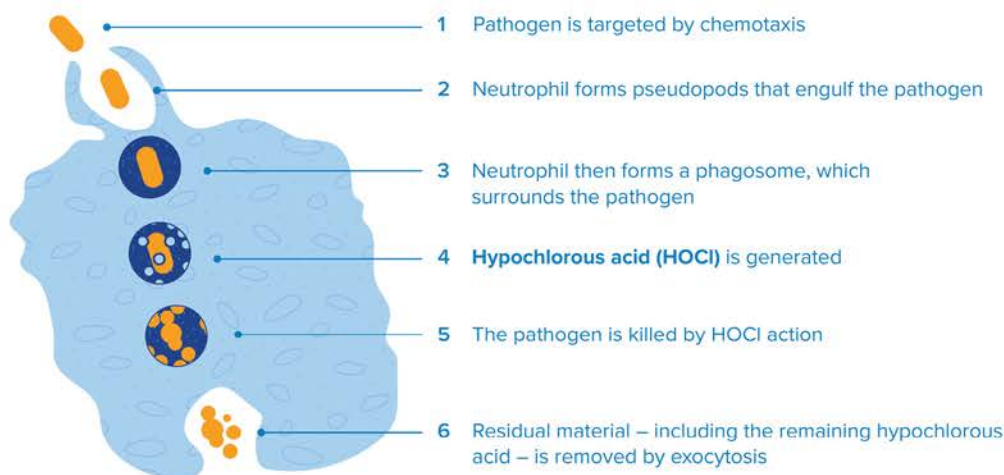 1 Pathogen is targeted by chemotaxis
2 Neutrophil forms pseudopods that engulf the pathogen
3 Neutrophil then forms a phagosome, which
surrounds the pathogen
4 Hypochlorous acid (HOCl) is generated
5 The pathogen is killed by HOCl action
6 Residual material – including the remaining hypochlorous
acid – is removed by exocytosis